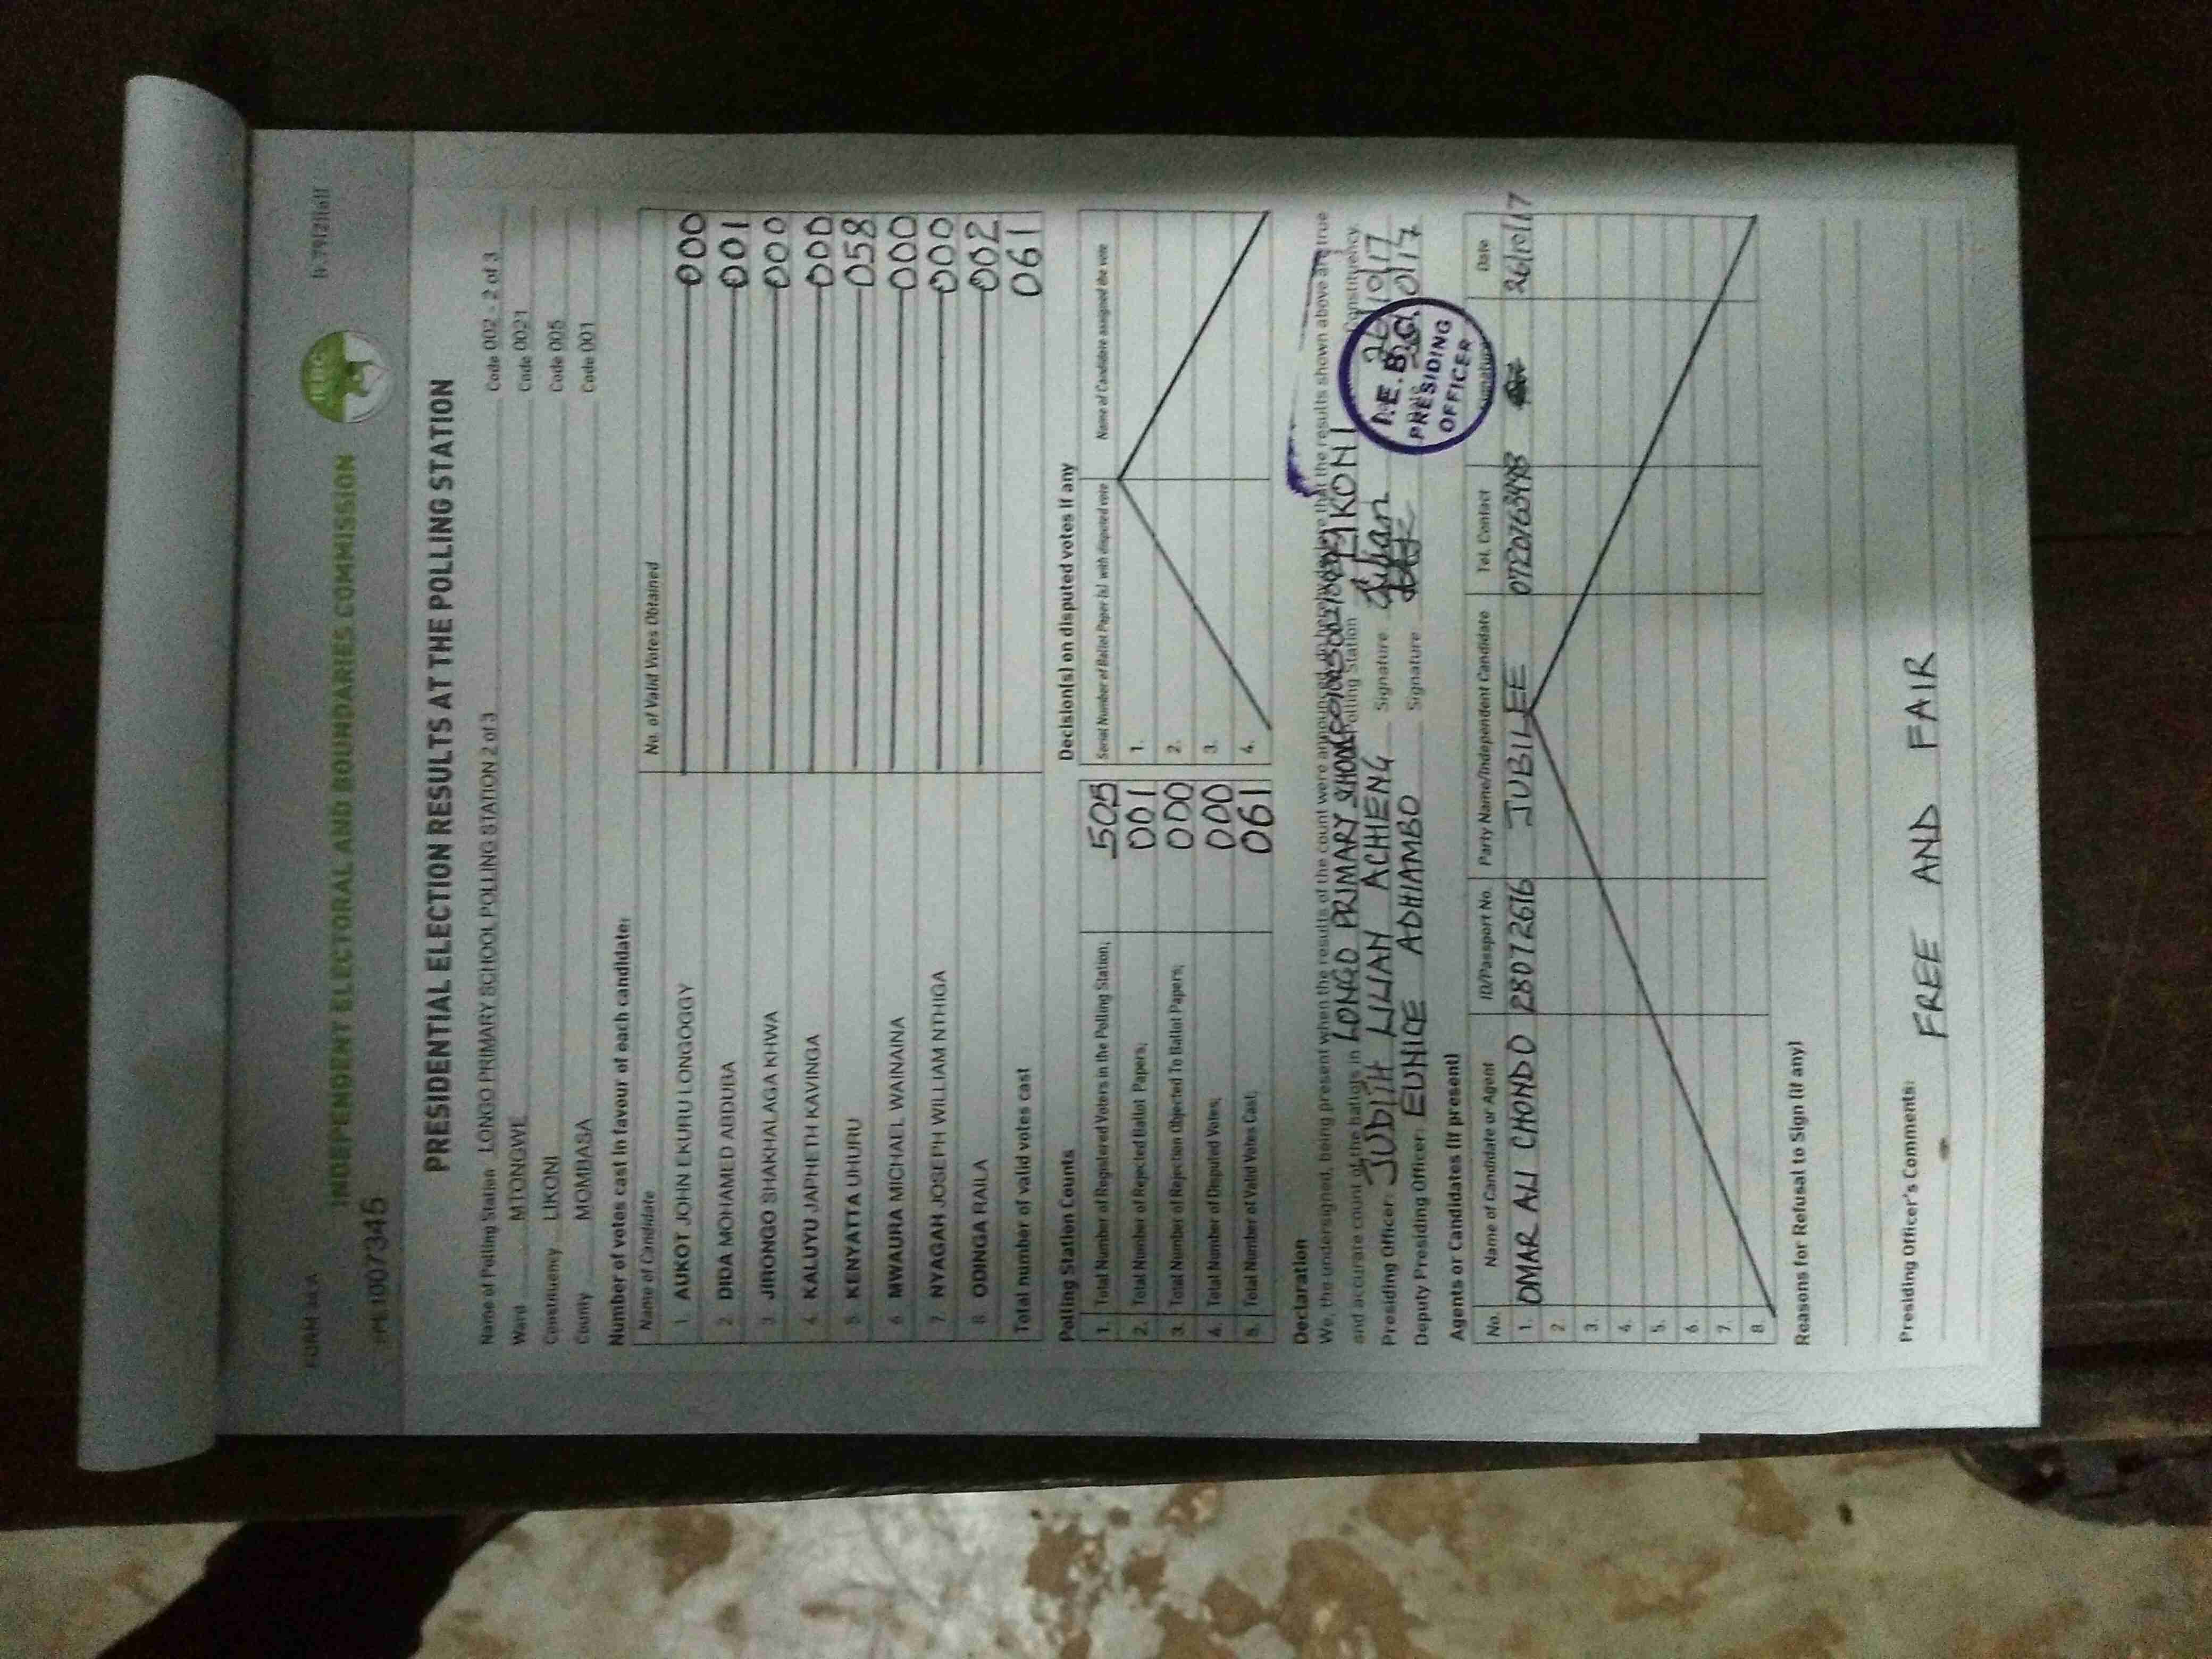 FORM 34A
INDEPENDENT ELECTORAL AND BOUNDARIES COMMISSION
PRESIDENTIAL ELECTION RESULTS AT THE POLLING STATION
Name of Polling Station LONGO PRIMARY SCHOOL POLLING STATION 2 of 3 Code 002 - 2 of 3
Ward MTONGWE Code 0021
Constituency LIKONI Code 005
County MOMBASA Code 001
Number of votes cast in favour of each candidate:
Name of Candidate No. of Valid Votes Obtained
1. AUKOT JOHN EKURU LONGOGGY 000
2. DIDA MOHAMED ABDUBA 001
3. JIRONGO SHAKHALAGA KHWA 000
4. KALUYU JAPHETH KAVINGA 000
5. KENYATTA UHURU 058
6. MWAURA MICHAEL WAINAINA 000
7. NYAGAH JOSEPH WILLIAM NTHIGA 000
8. ODINGA RAILA 002
Total number of valid votes cast 061
Polling Station Counts
1. Total Number of Registered Voters in the Polling Station; 505
2. Total Number of Rejected Ballot Papers; 001
3. Total Number of Rejection Objected To Ballot Papers; 000
4. Total Number of Disputed Votes; 000
5. Total Number of Valid Votes Cast; 061
Decision(s) on disputed votes if any
Serial Number of Ballot Paper (s) with disputed vote Name of Candidate assigned the vote
1.
2.
3.
4.
Declaration
We, the undersigned, being present when the results of the count were announced, do hereby declare that the results shown above are true
and accurate count of the ballots in LONGO PRIMARY Polling Station LIKONI Constituency.
Presiding Officer: JUDITH LILIAN ACHIENG Signature 26/10/17
Deputy Presiding Officer: EUNICE ADHIAMBO Signature
PRESIDING
OFFICER
Agents or Candidates (if present)
No. Name of Candidate or Agent ID/Passport No. Party Name/Independent Candidate Tel. Contact Signature Date
1. OMAR ALI CHONDO 28072616 JUBILEE 26/10/17
2.
3.
4.
5.
6.
7.
8.
Reasons for Refusal to Sign (if any)
Presiding Officer's Comments:
FREE AND FAIR